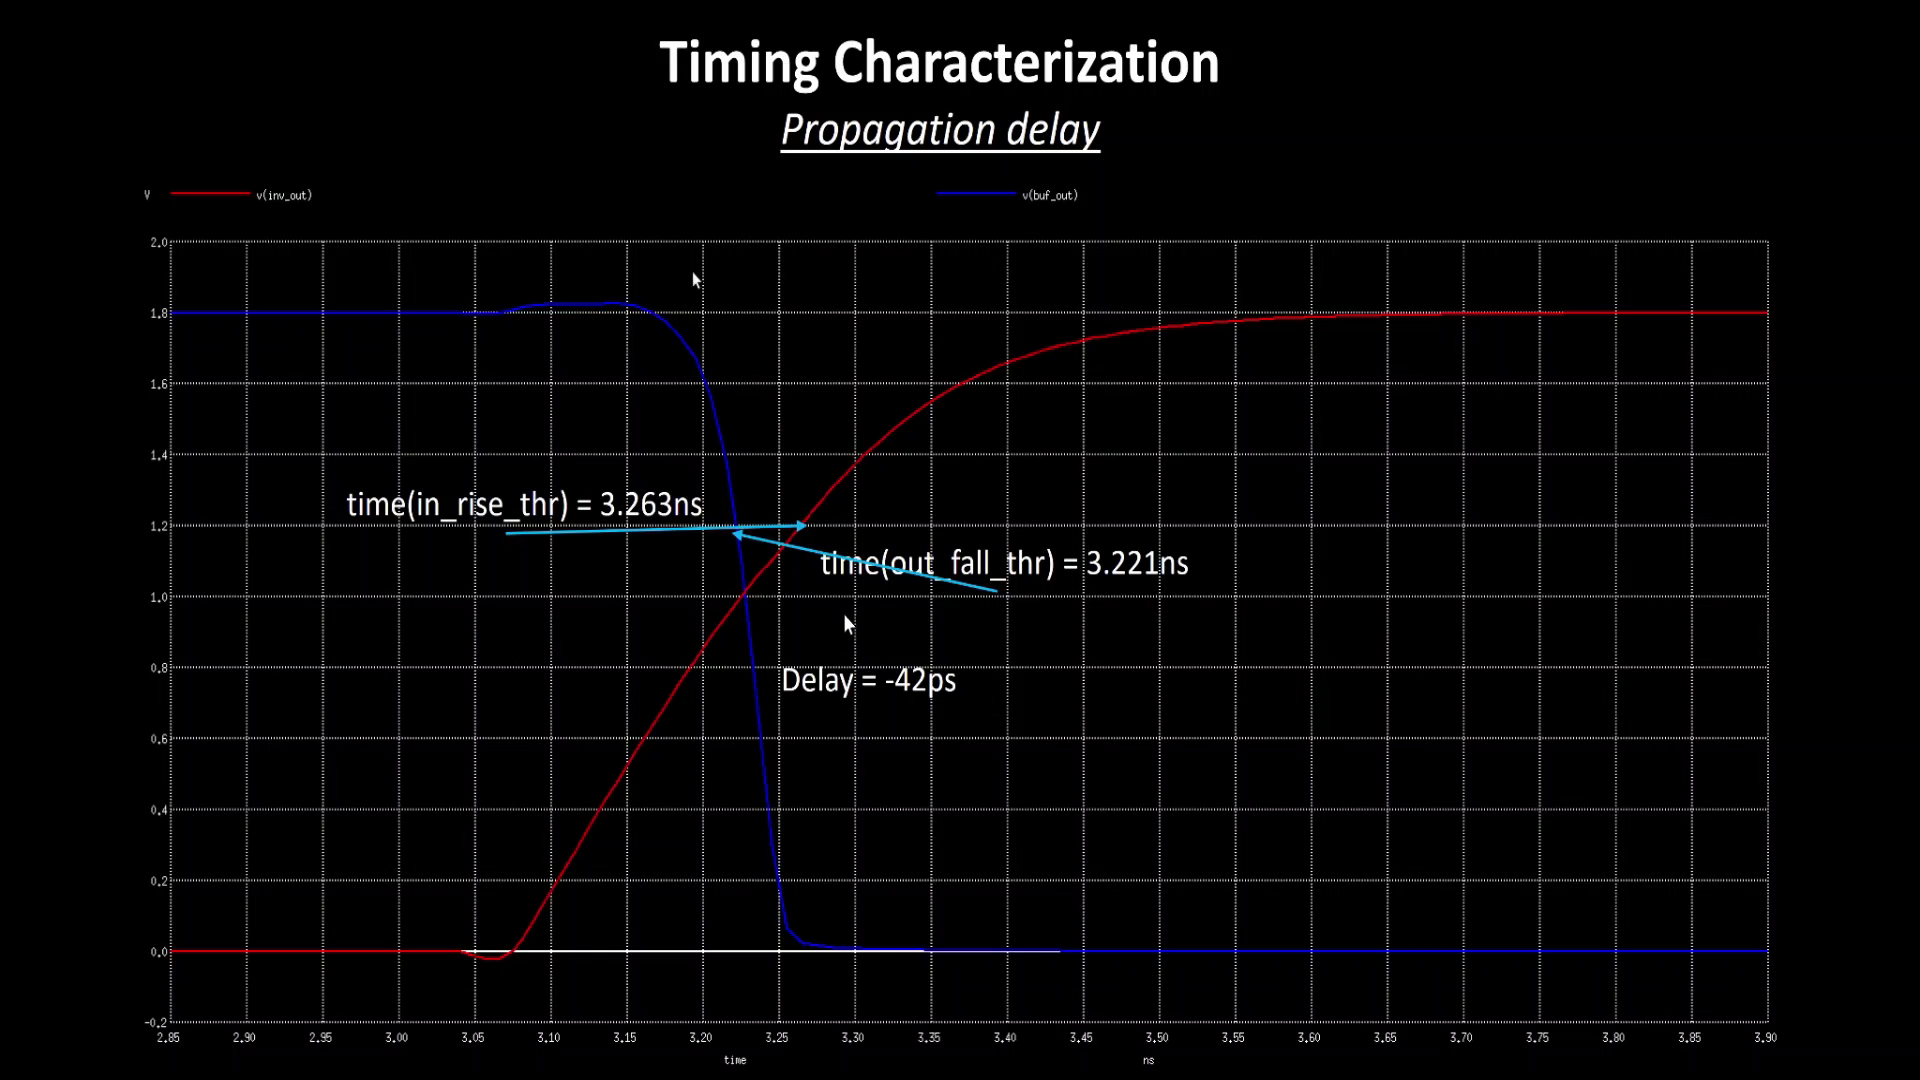 Timing Characterization
Propagation delay
V v(inv_out) v(buf_out)
2.0
1.8
1.6
1.4
time(in_rise_thr) = 3.263ns
1.2
time(out_fall_thr) = 3.221ns
1.0
Delay = -42ps
0.8
0.6
0.4
0.2
0.0
-0.2
2.85 2.90 2.95 3.00 3.05 3.10 3.15 3.20 3.25 3.30 3.35 3.40 3.45 3.50 3.55 3.60 3.65 3.70 3.75 3.80 3.85 3.90
time ns